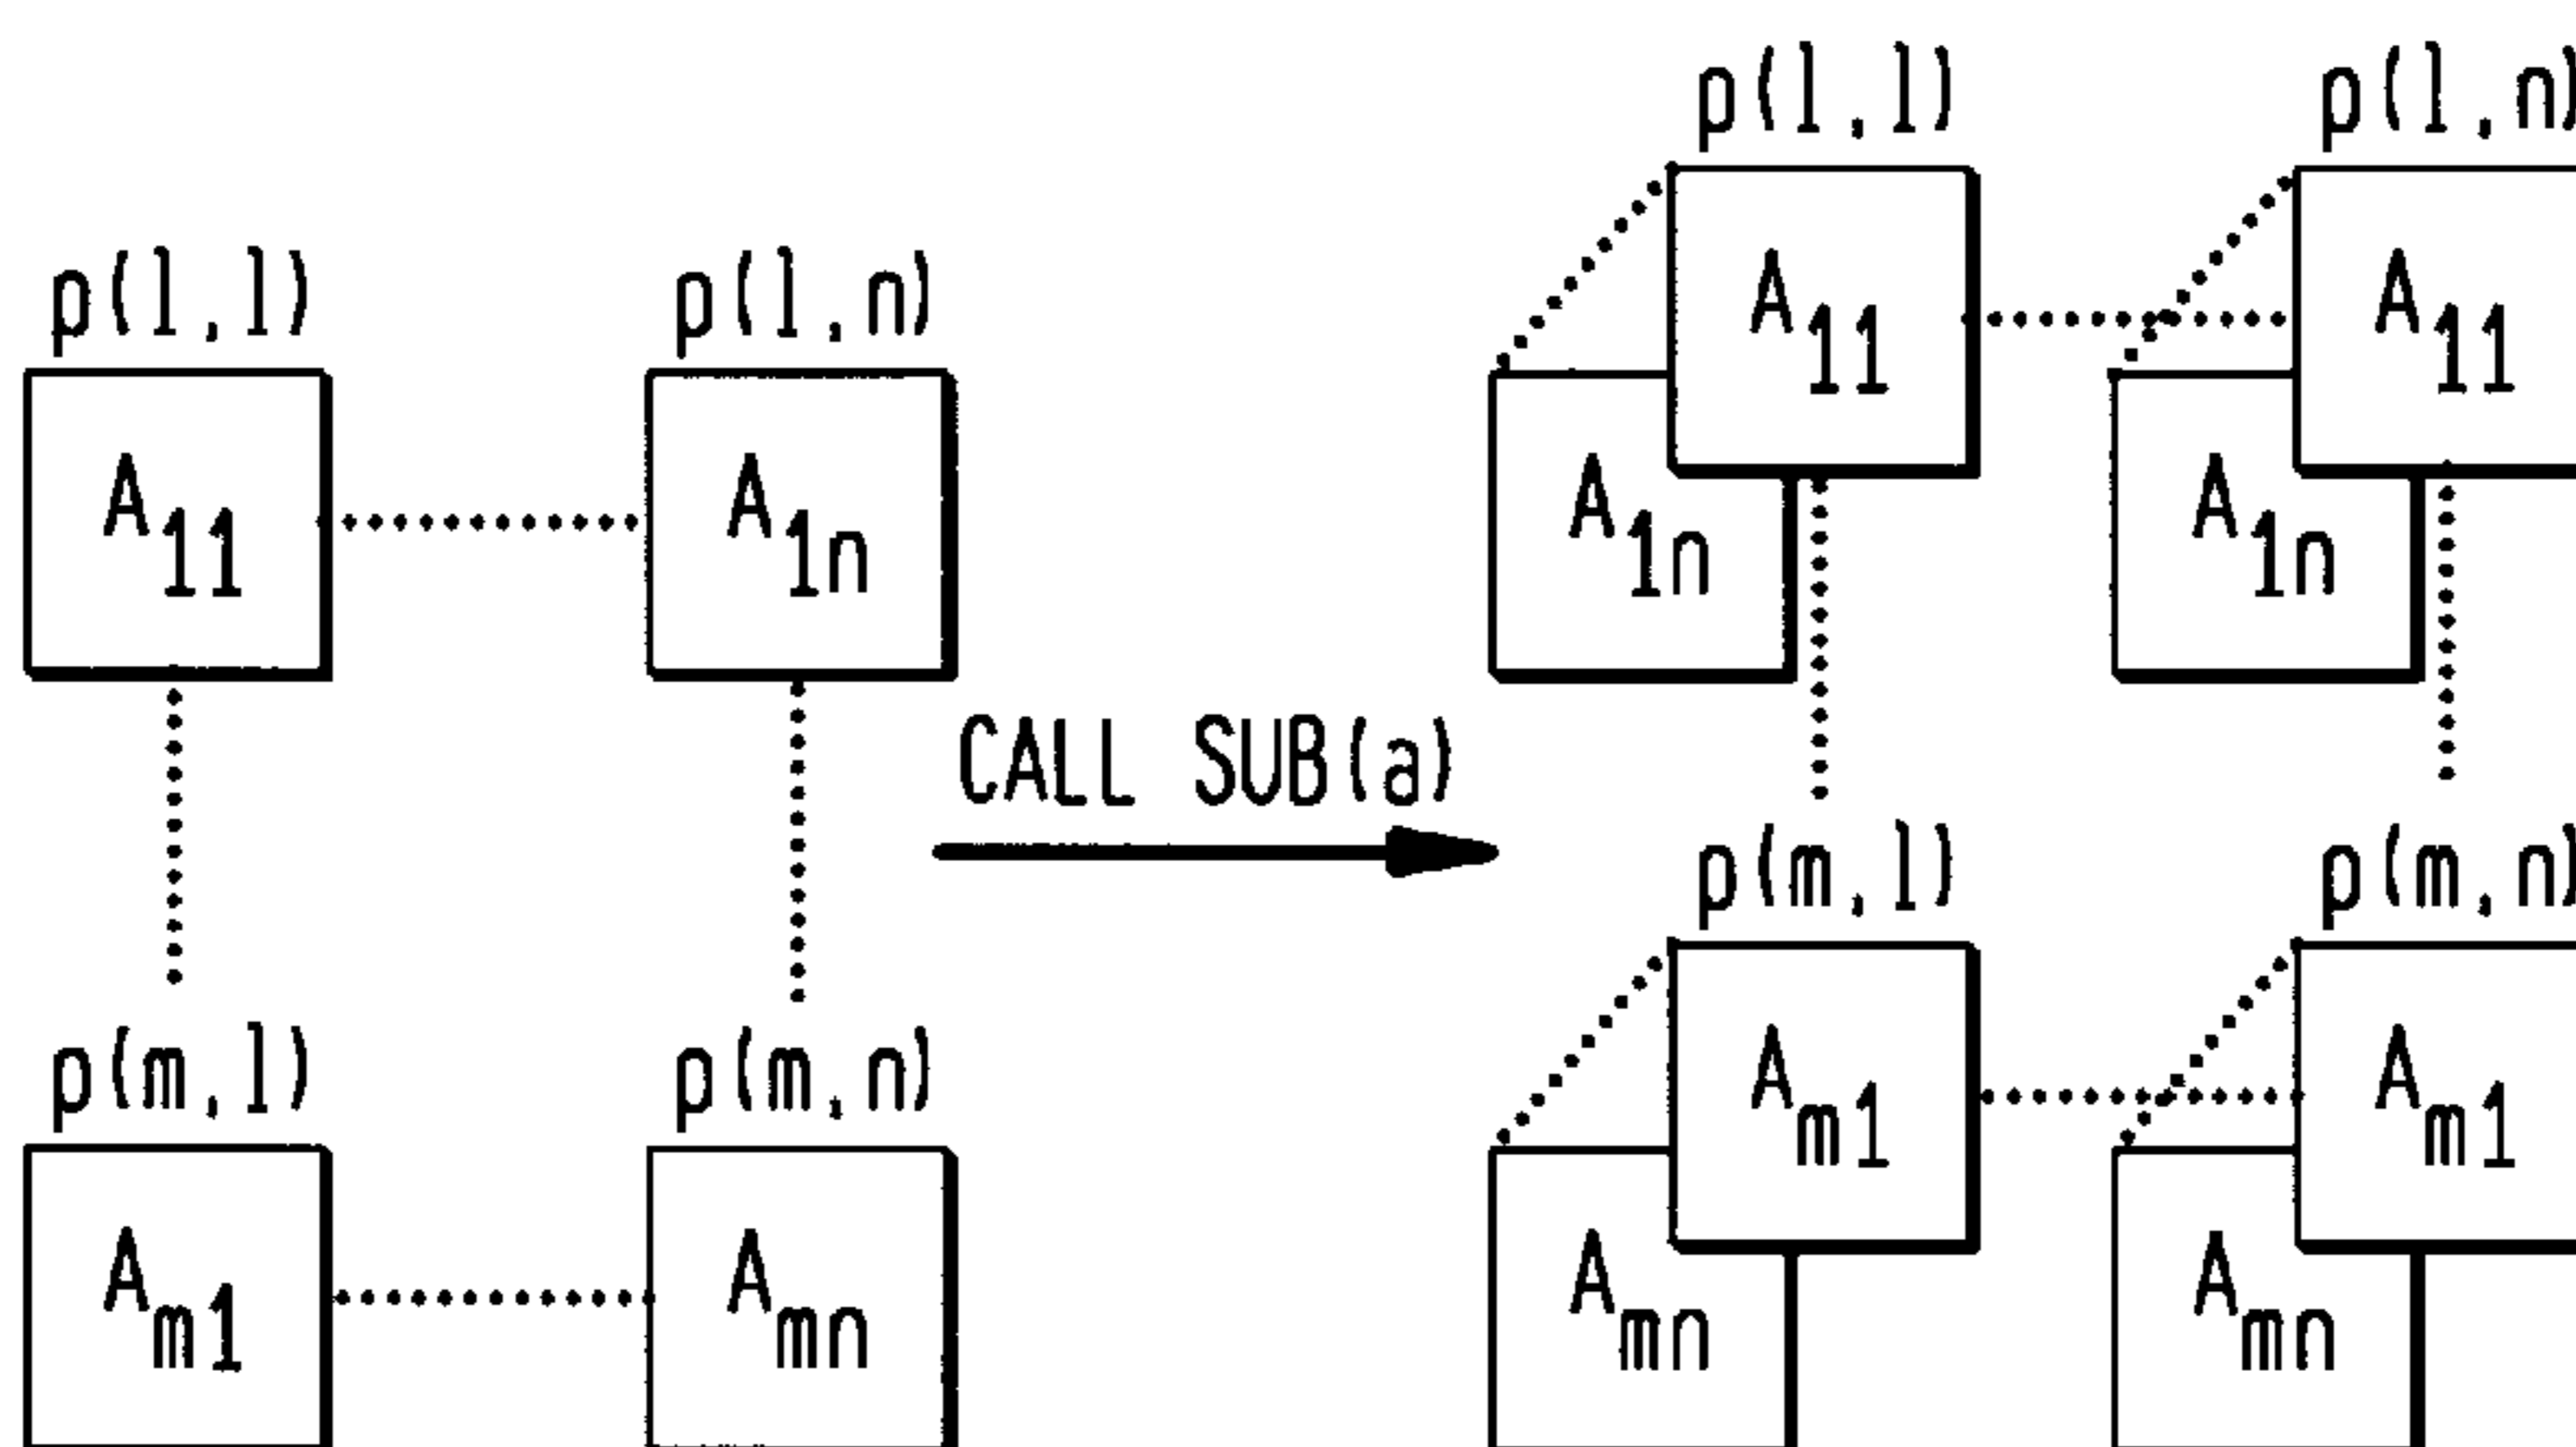 p(1,1) p(1,n)
A11 A1n
p(m,1) p(m,n)
Am1 Amn
CALL SUB(a)
p(1,1) p(1,n)
A11 A11
A1n A1n
p(m,1) p(m,n)
Am1 Am1
Amn Amn